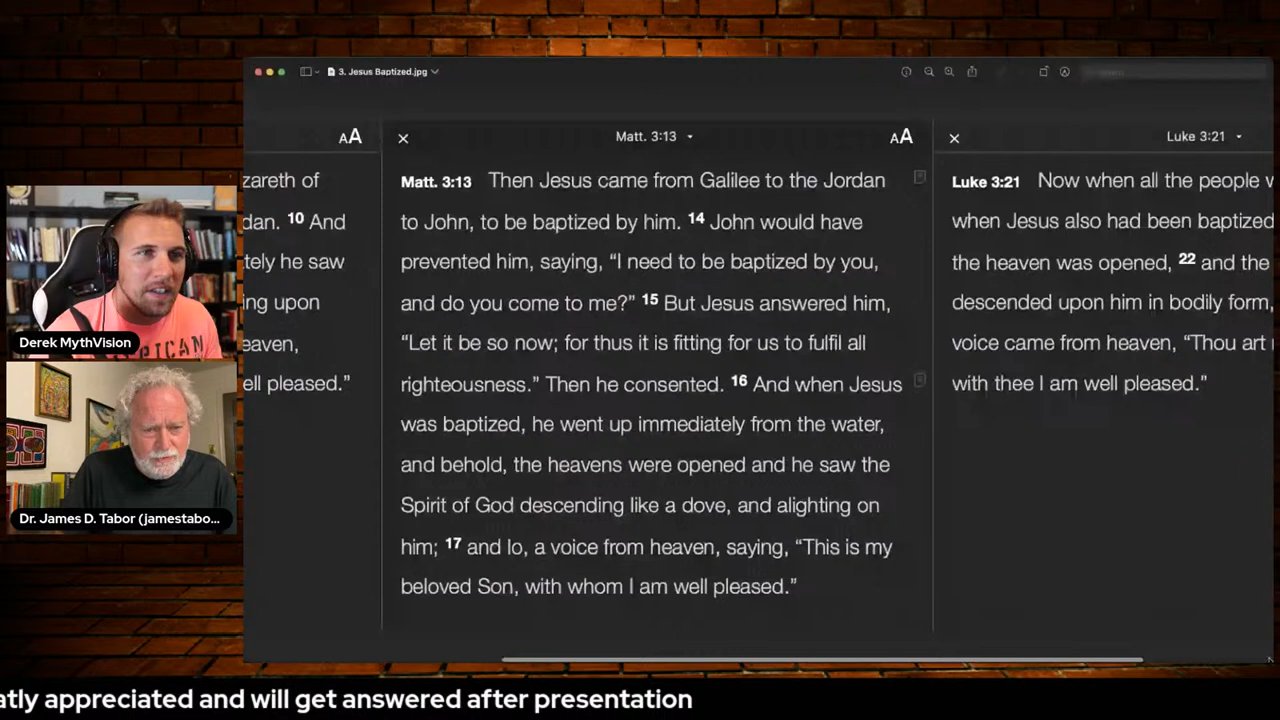 3. Jesus Baptized.jpg
AA
zareth of
dan. 10 And
tely he saw
ng upon
eaven,
ell pleased.”
Matt. 3:13
AA
Matt. 3:13 Then Jesus came from Galilee to the Jordan
to John, to be baptized by him. 14 John would have
prevented him, saying, “I need to be baptized by you,
and do you come to me?” 15 But Jesus answered him,
“Let it be so now; for thus it is fitting for us to fulfil all
righteousness.” Then he consented. 16 And when Jesus
was baptized, he went up immediately from the water,
and behold, the heavens were opened and he saw the
Spirit of God descending like a dove, and alighting on
him; 17 and lo, a voice from heaven, saying, “This is my
beloved Son, with whom I am well pleased.”
Luke 3:21
Luke 3:21 Now when all the people w
when Jesus also had been baptized
the heaven was opened, 22 and the
descended upon him in bodily form,
voice came from heaven, “Thou art
with thee I am well pleased.”
Derek MythVision
Dr. James D. Tabor (jamestabo...
atly appreciated and will get answered after presentation